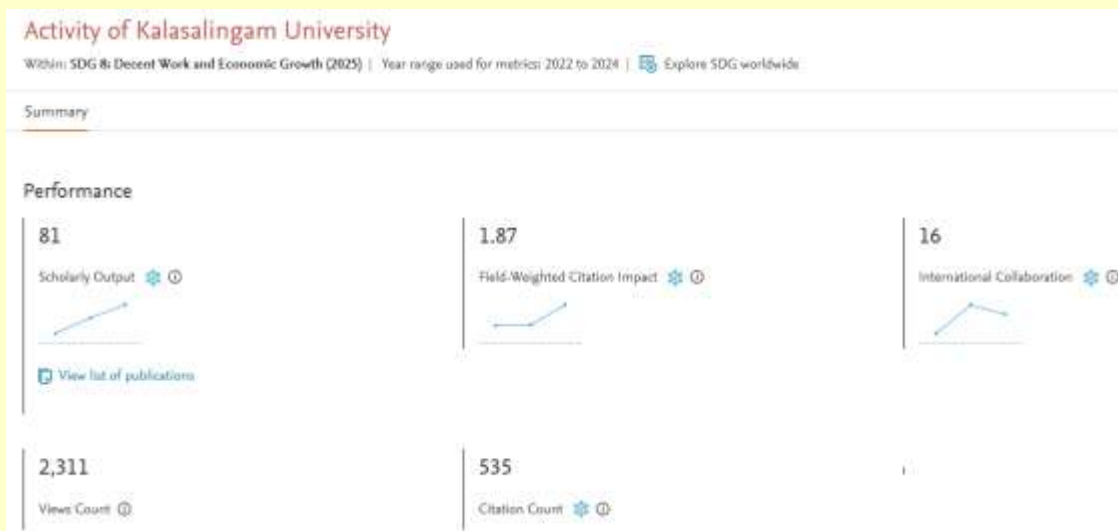 Activity of Kalasalingam University
Within: SDG 8: Decent Work and Economic Growth (2025) | Year range used for metrics: 2022 to 2024 | Explore SDG worldwide
Summary
Performance
81
Scholarly Output
View list of publications
1.87
Field-Weighted Citation Impact
16
International Collaboration
2,311
Views Count
535
Citation Count